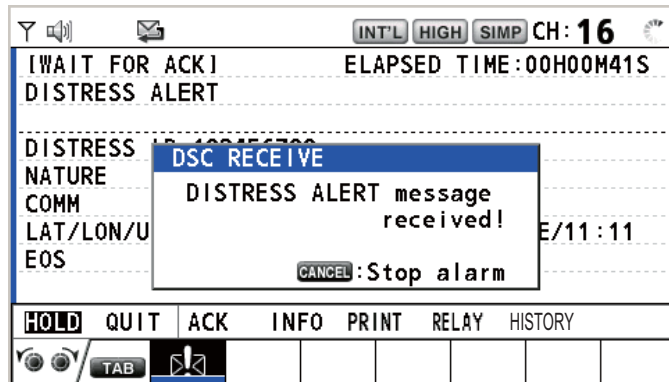 INT'L HIGH SIMP CH: 16
[WAIT FOR ACK] ELAPSED TIME:00H00M41S
DISTRESS ALERT
DISTRESS
NATURE
COMM
LAT/LON/U E/11:11
EOS
DSC RECEIVE
DISTRESS ALERT message
received!
CANCEL:Stop alarm
HOLD QUIT ACK INFO PRINT RELAY HISTORY
TAB